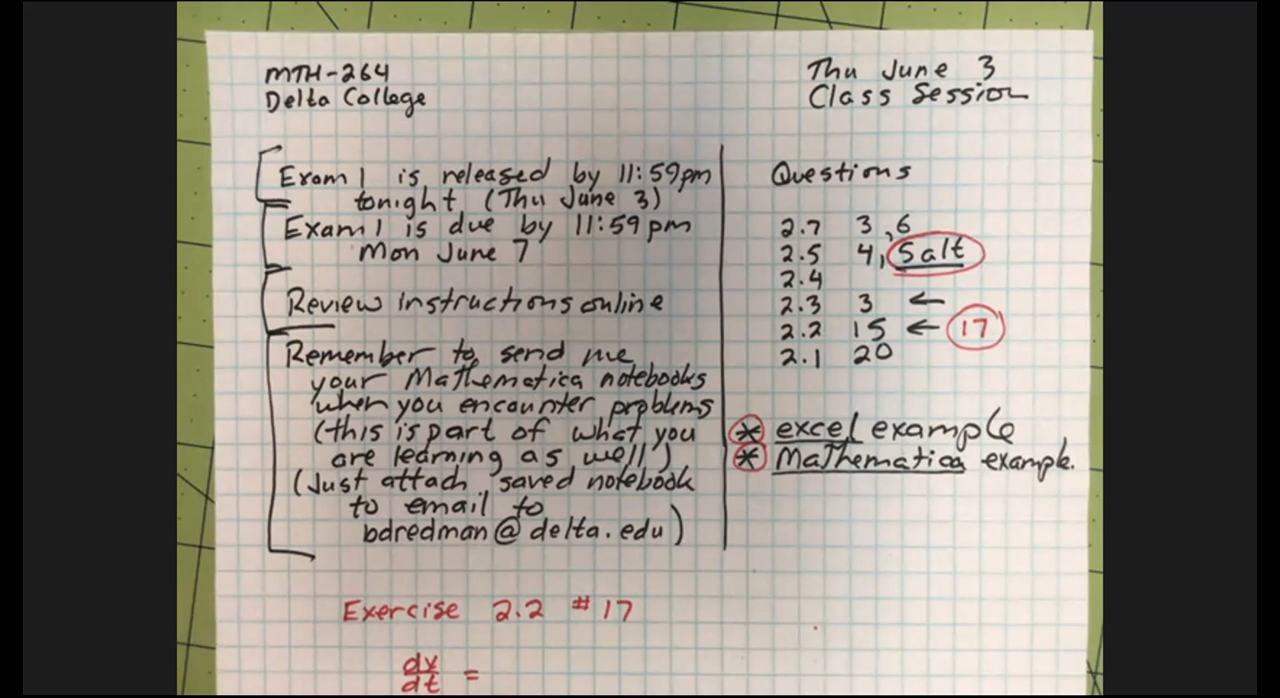 MTH-264
Delta College
Thu June 3
Class Session
Exam 1 is released by 11:59pm
tonight (Thu June 3)
Exam 1 is due by 11:59 pm
Mon June 7
Review instructions online
Remember to send me
your Mathematica notebooks
when you encounter problems
(this is part of what you
are learning as well)
(Just attach saved notebook
to email to
bdredman@delta.edu)
Questions
2.7 3, 6
2.5 4, Salt
2.4
2.3 3 ←
2.2 15 ← 17
2.1 20
* excel example
* Mathematica example.
Exercise 2.2 #17
dy/dt =